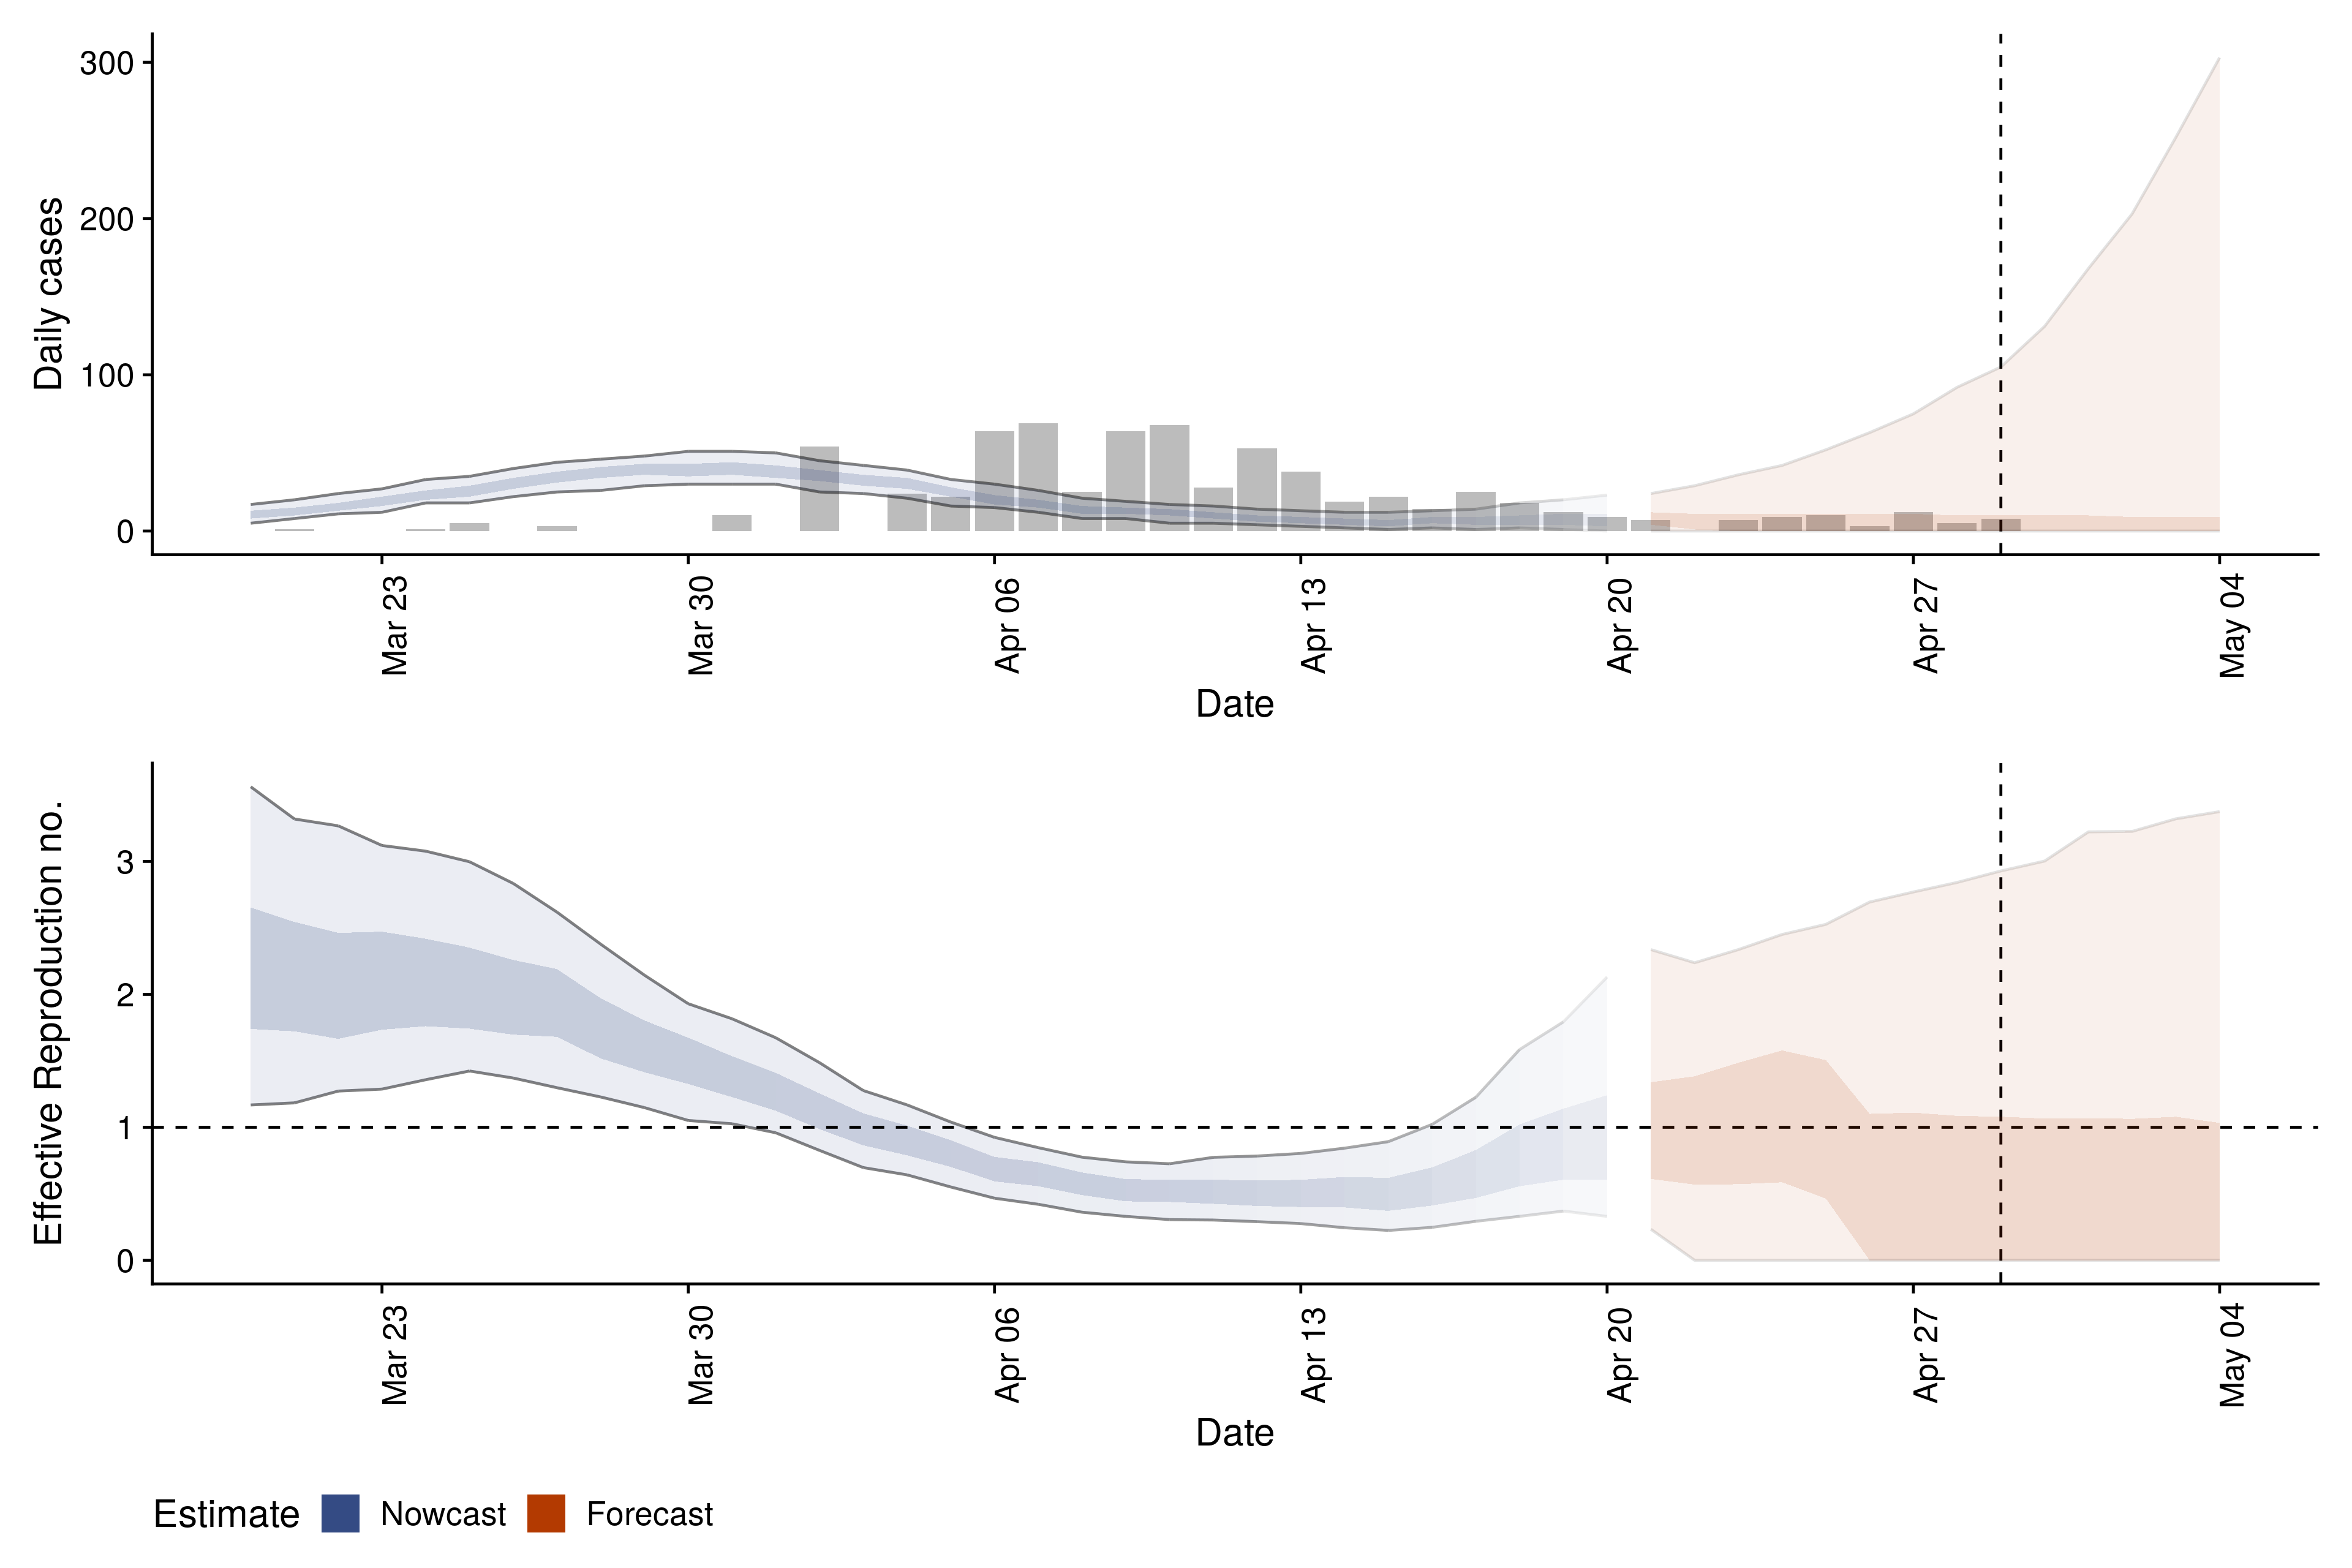 Daily cases
300
200
100
0
Mar 23
Mar 30
Apr 06
Apr 13
Apr 20
Apr 27
May 04
Date
Effective Reproduction no.
3
2
1
0
Mar 23
Mar 30
Apr 06
Apr 13
Apr 20
Apr 27
May 04
Date
Estimate Nowcast Forecast